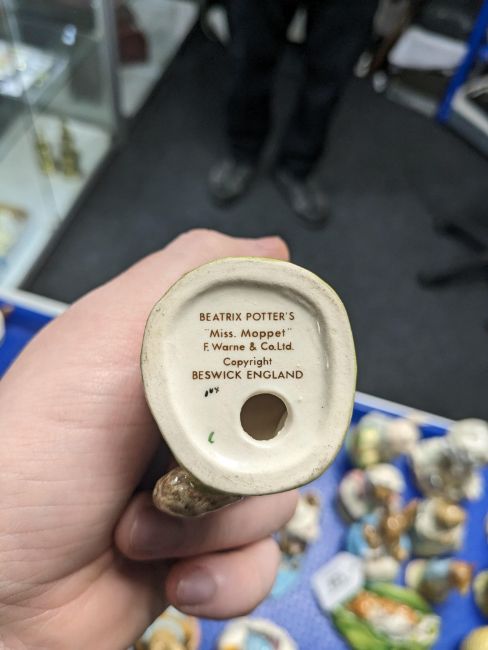 BEATRIX POTTER'S
"Miss. Moppet"
F. Warne & Co.Ltd.
Copyright
BESWICK ENGLAND